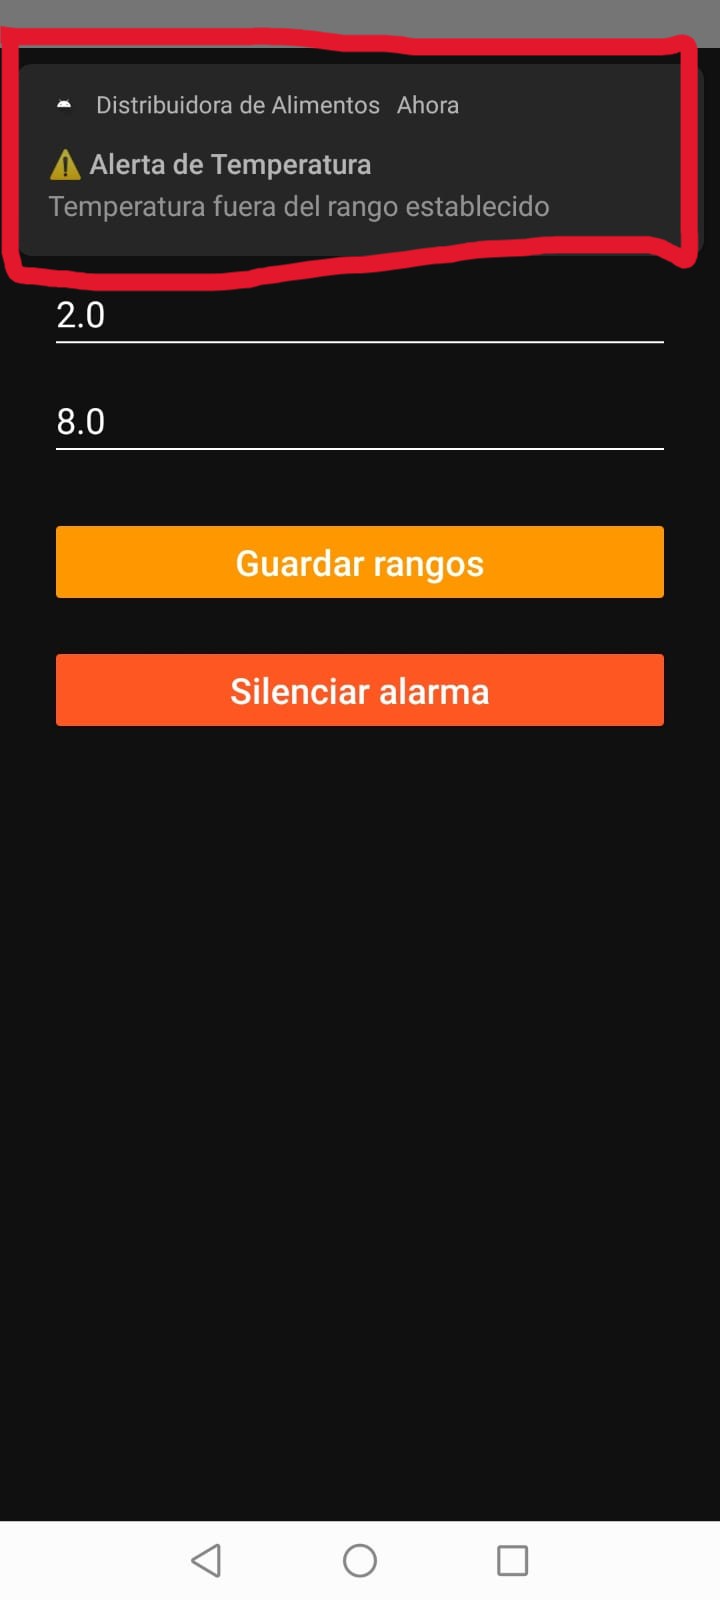 Distribuidora de Alimentos Ahora
⚠️ Alerta de Temperatura
Temperatura fuera del rango establecido
2.0
8.0
Guardar rangos
Silenciar alarma